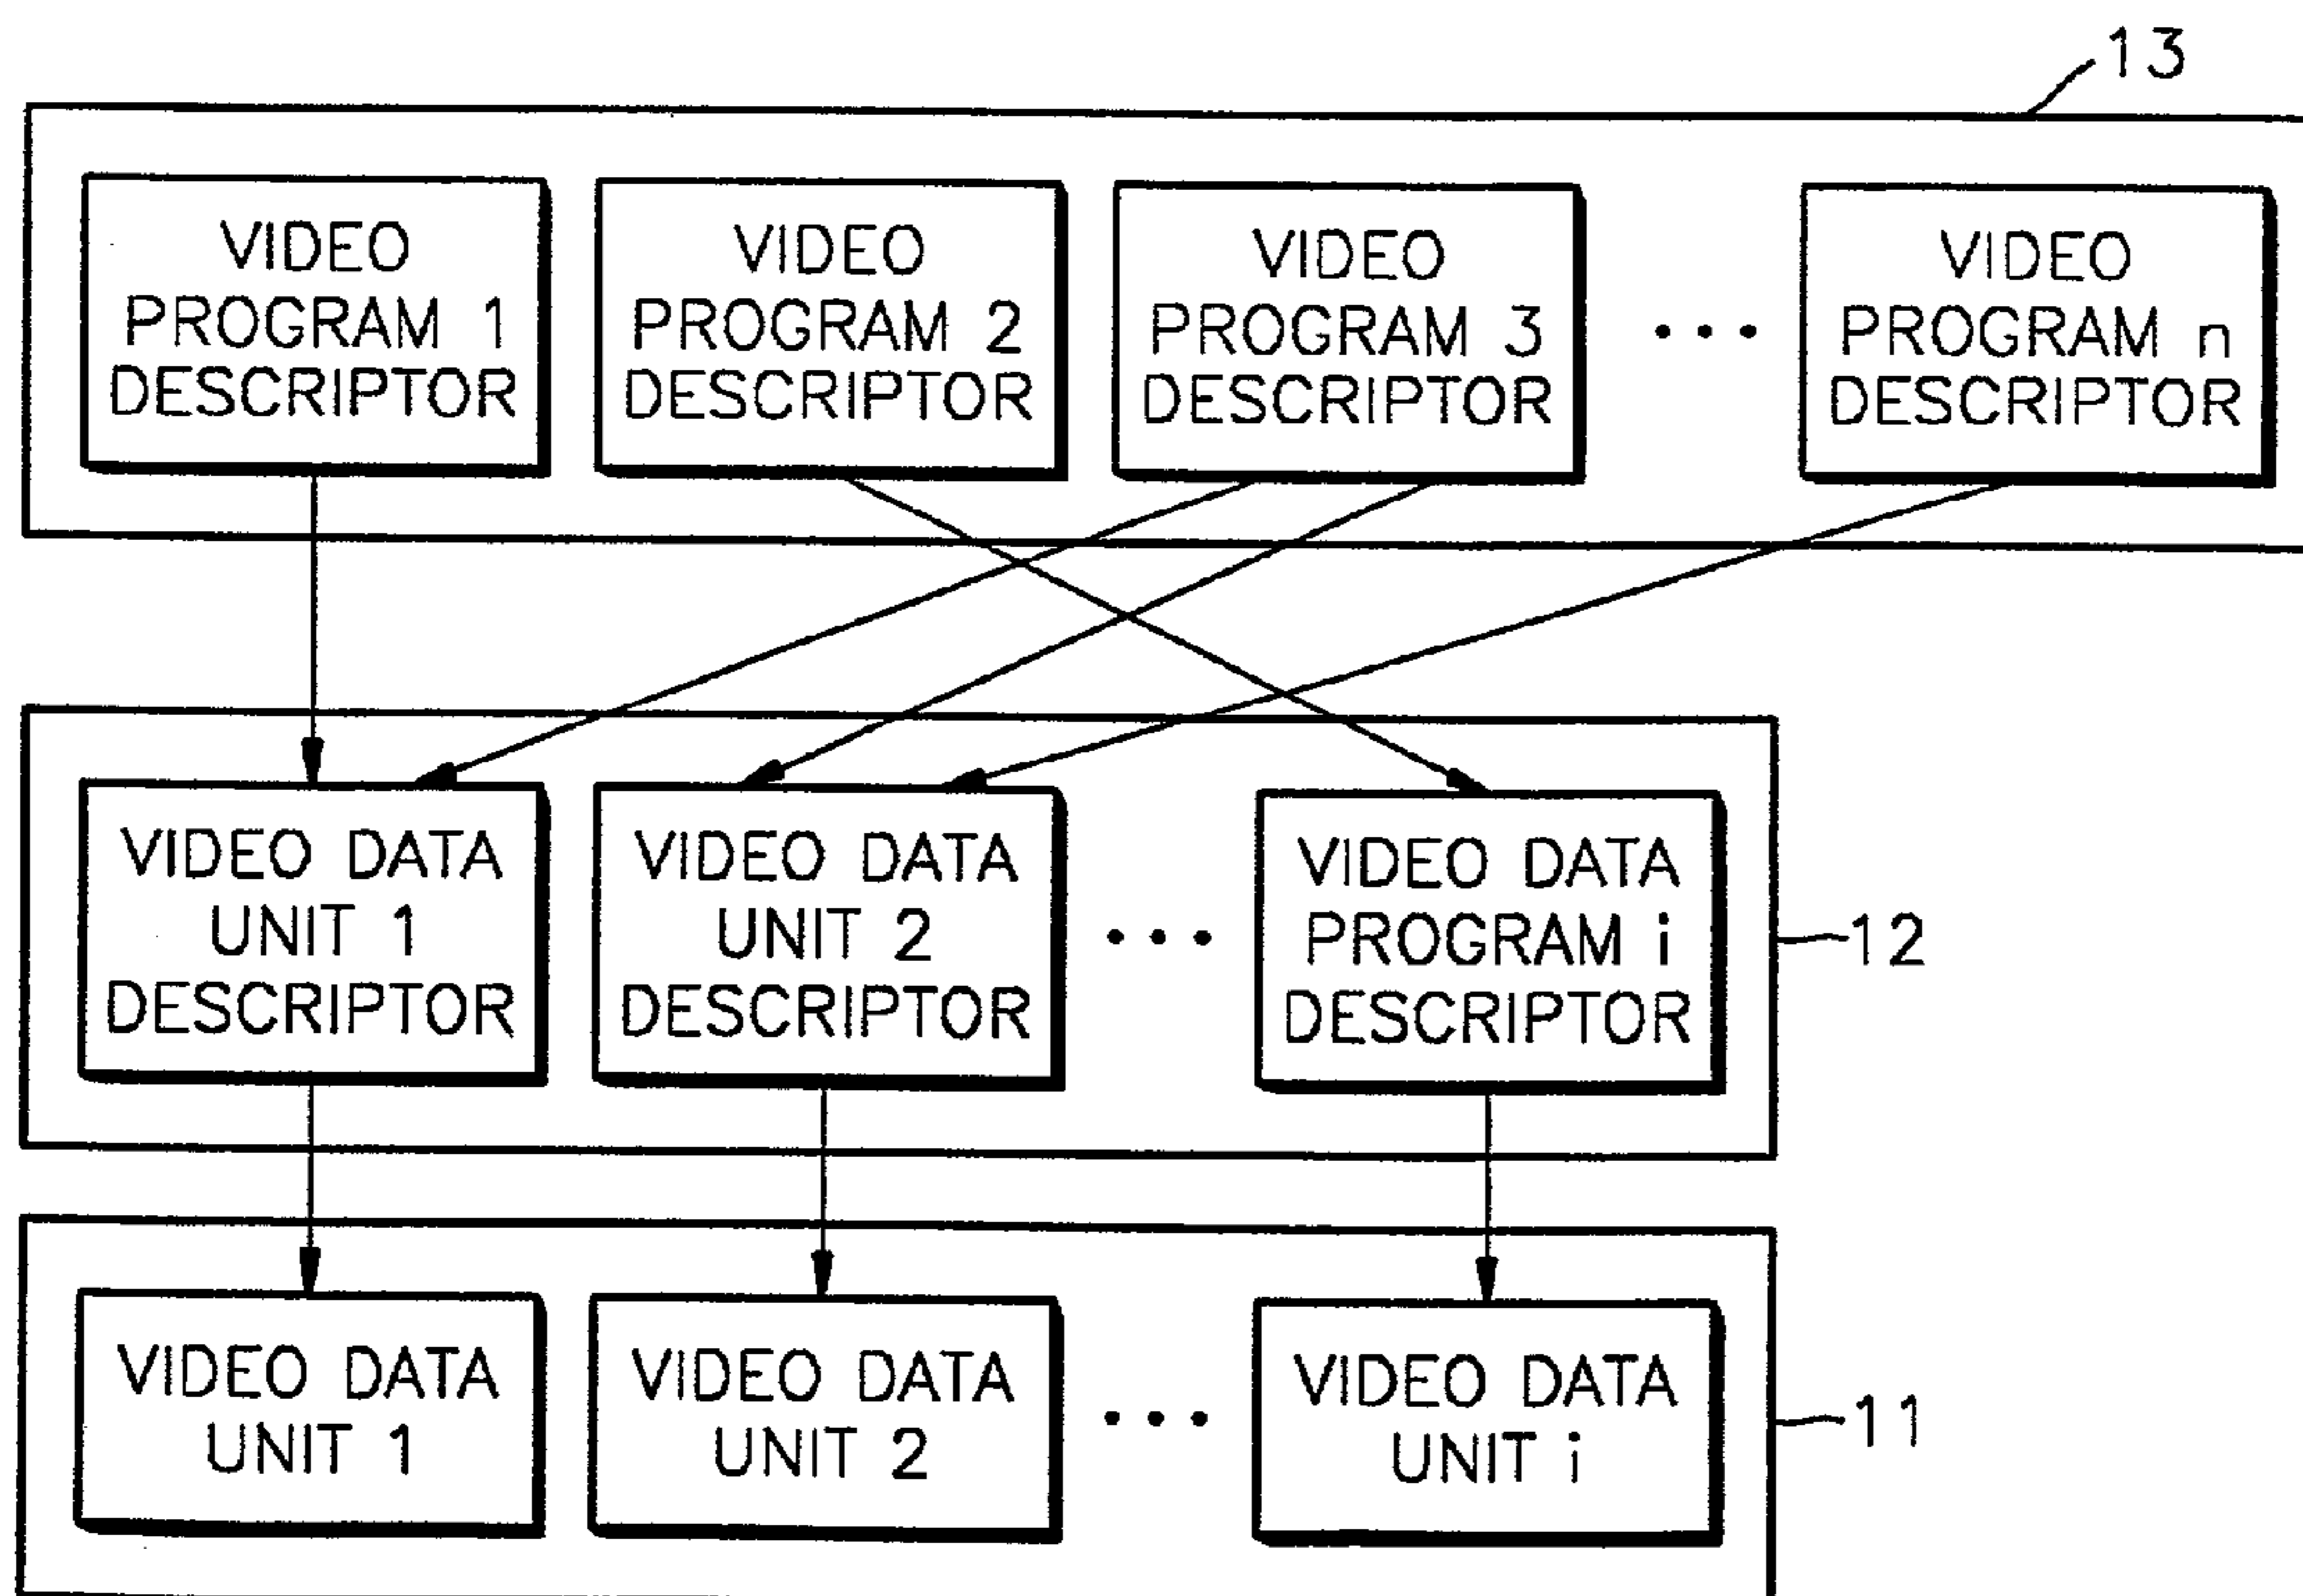 13
VIDEO
PROGRAM 1
DESCRIPTOR
VIDEO
PROGRAM 2
DESCRIPTOR
VIDEO
PROGRAM 3
DESCRIPTOR
•••
VIDEO
PROGRAM n
DESCRIPTOR
VIDEO DATA
UNIT 1
DESCRIPTOR
VIDEO DATA
UNIT 2
DESCRIPTOR
•••
VIDEO DATA
PROGRAM i
DESCRIPTOR
12
VIDEO DATA
UNIT 1
VIDEO DATA
UNIT 2
•••
VIDEO DATA
UNIT i
11